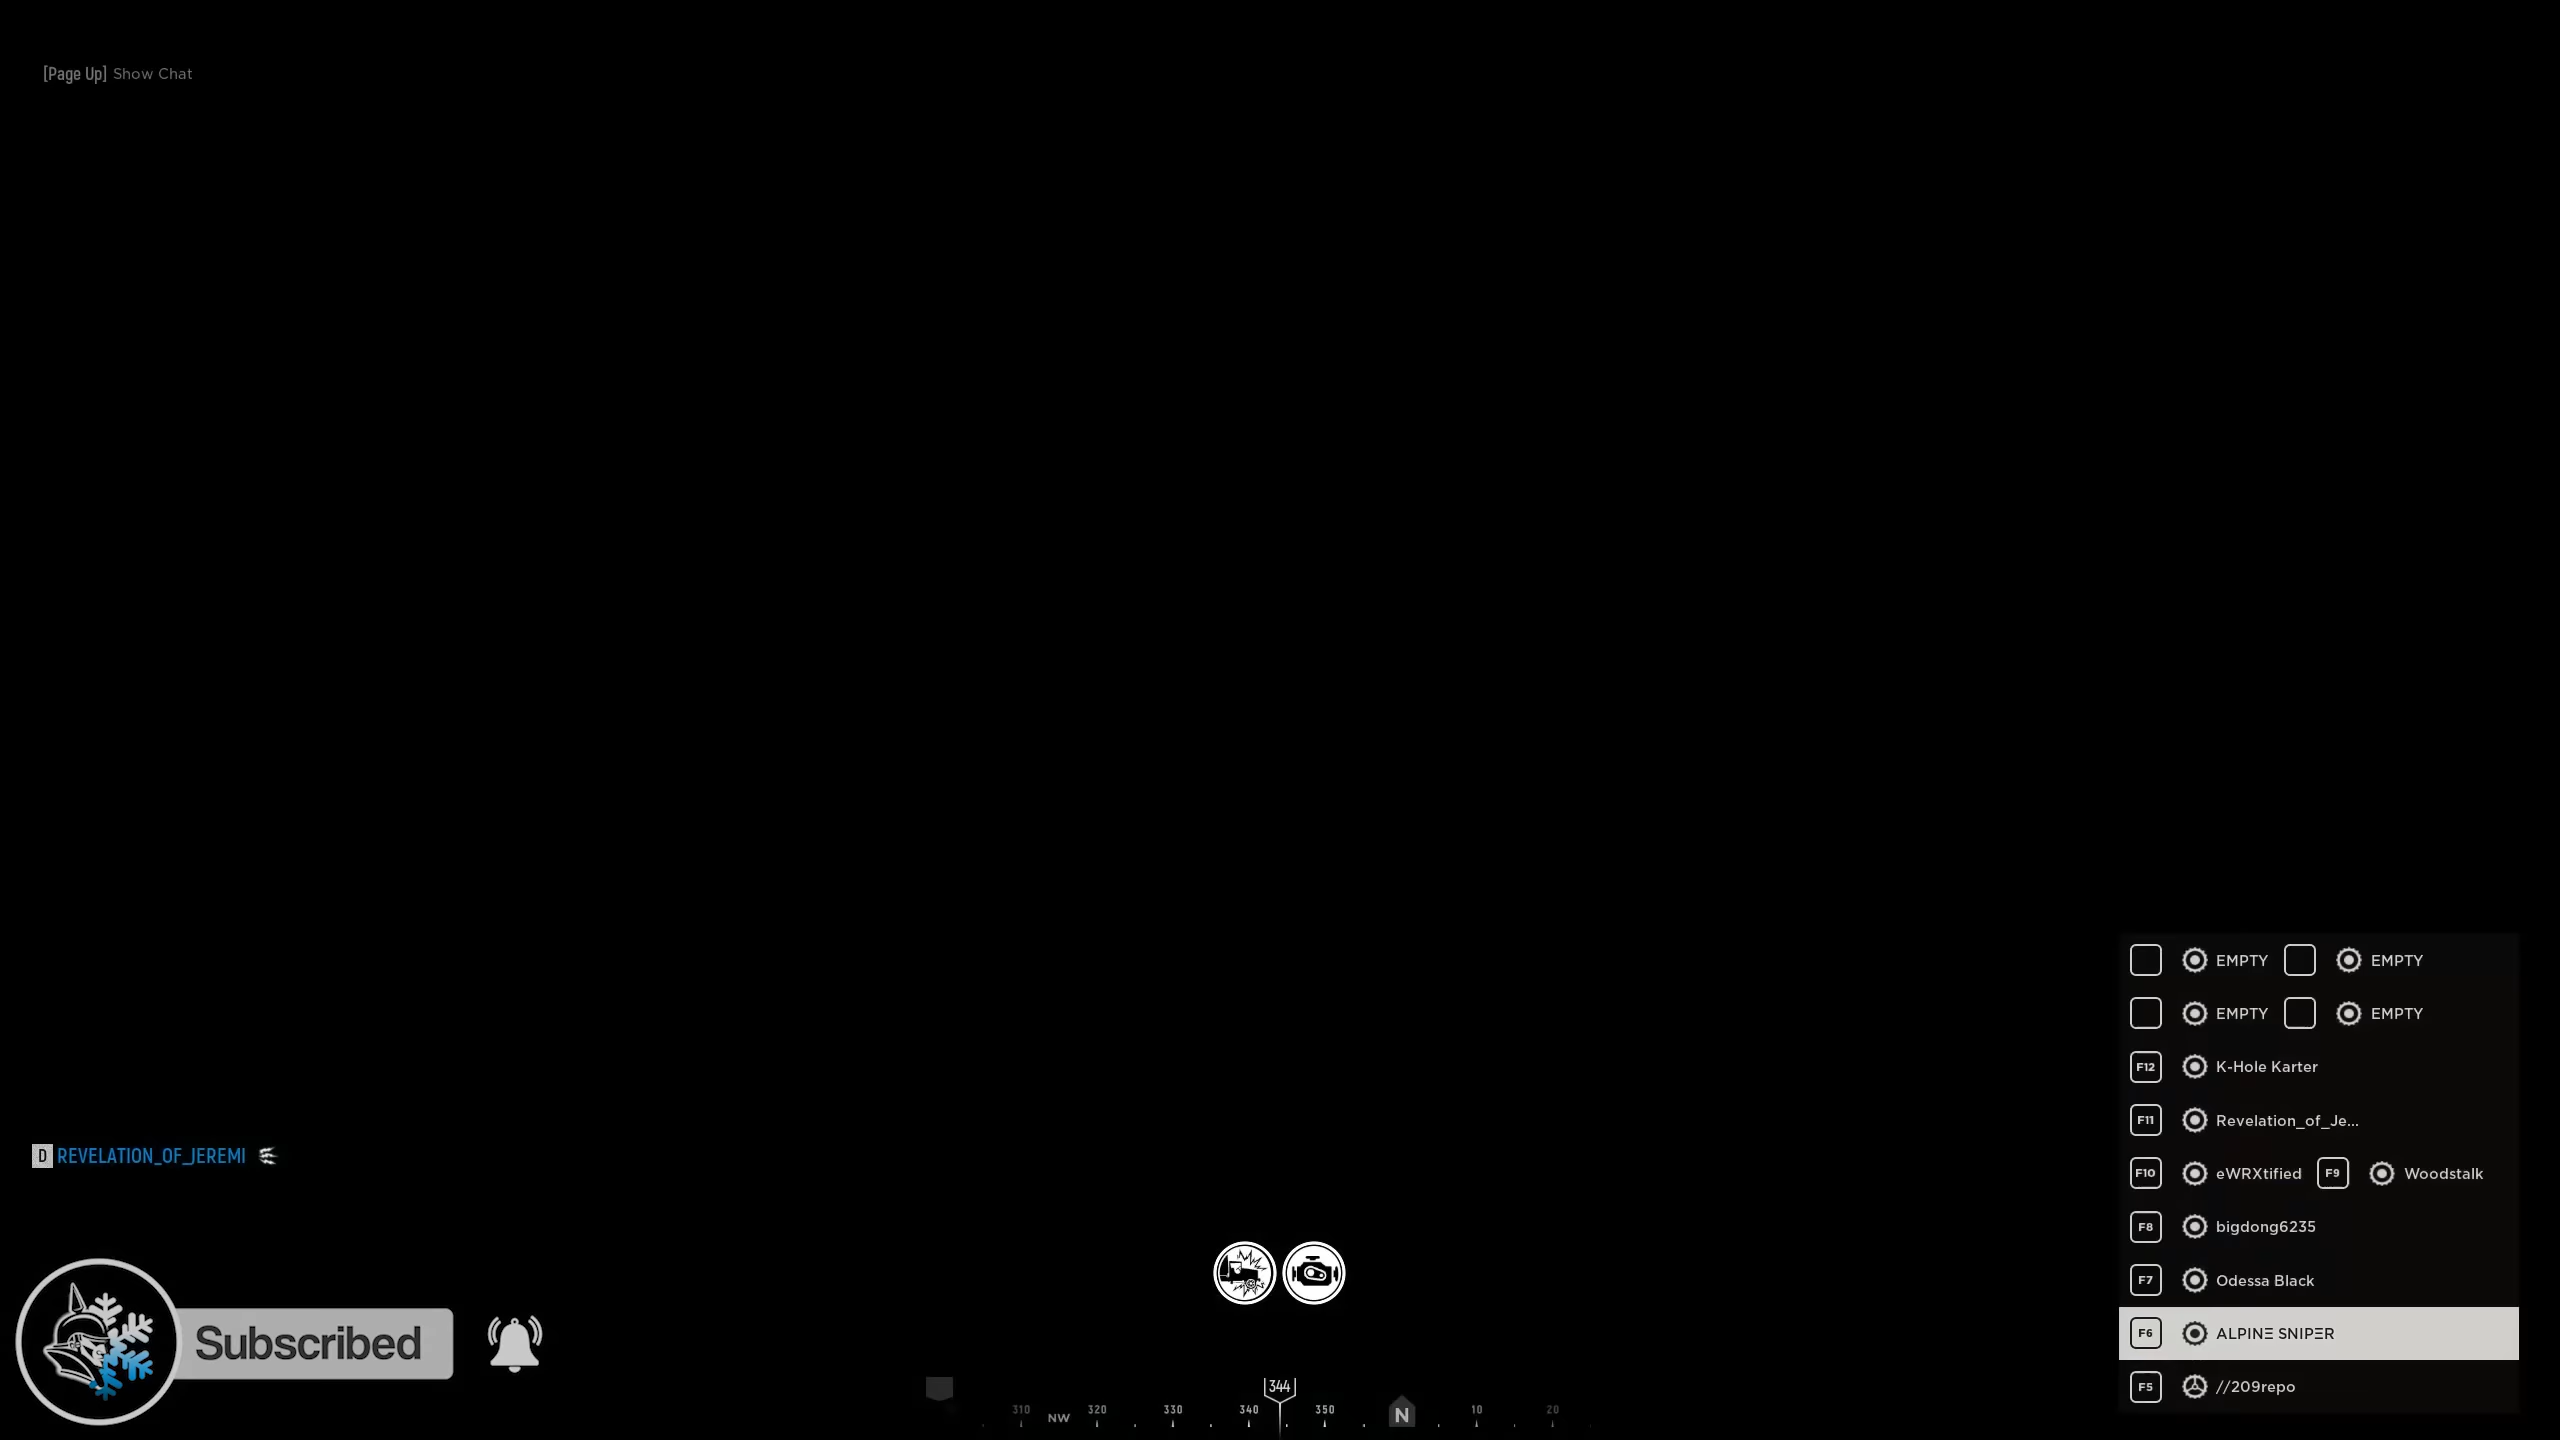 [Page Up] Show Chat
EMPTY EMPTY
EMPTY EMPTY
F12 K-Hole Karter
F11 Revelation_of_Je...
D REVELATION_OF_JEREMI
F10 eWRXtified F9 Woodstalk
F8 bigdong6235
F7 Odessa Black
F6 ALPINΞ SNIPΞR
Subscribed
F5 //209repo
344
310 NW 320 330 340 350 N 10 20